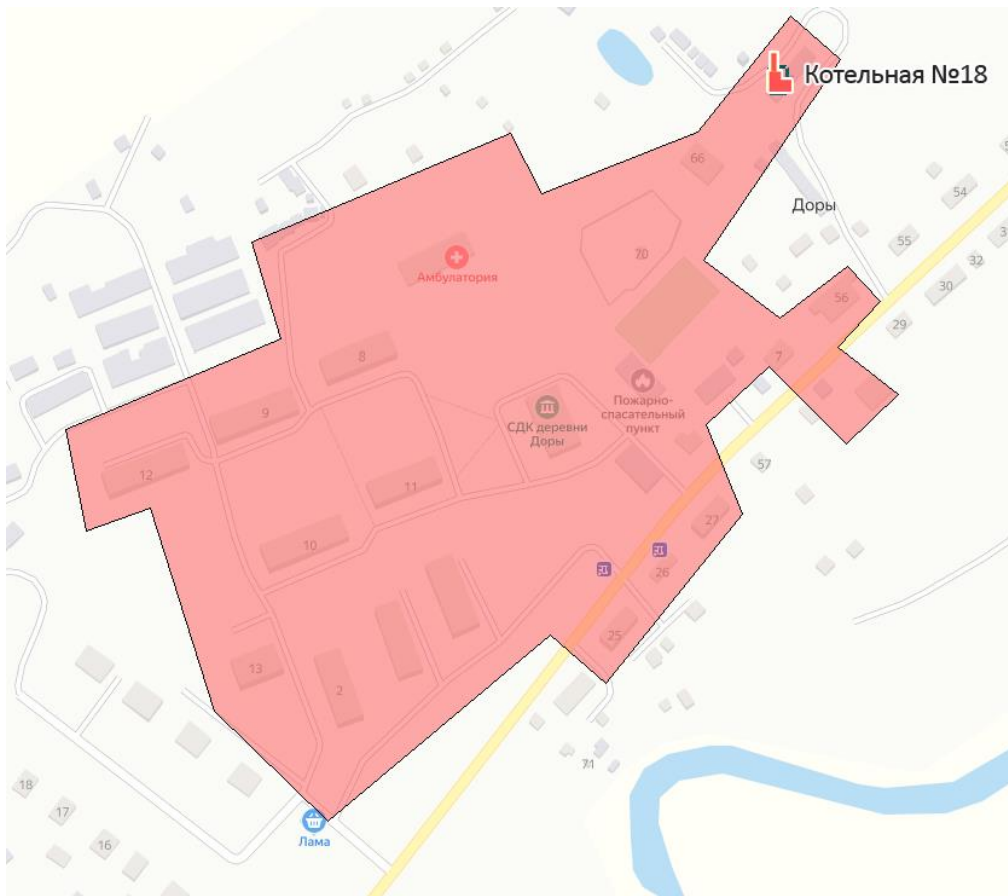 Котельная №18
66
54
Доры
55
70
32
30
Амбулатория
56
29
8
7
Пожарно-
спасательный
пункт
9
СДК деревни
Доры
57
12
11
27
10
26
25
13
2
71
18
17
Лама
16